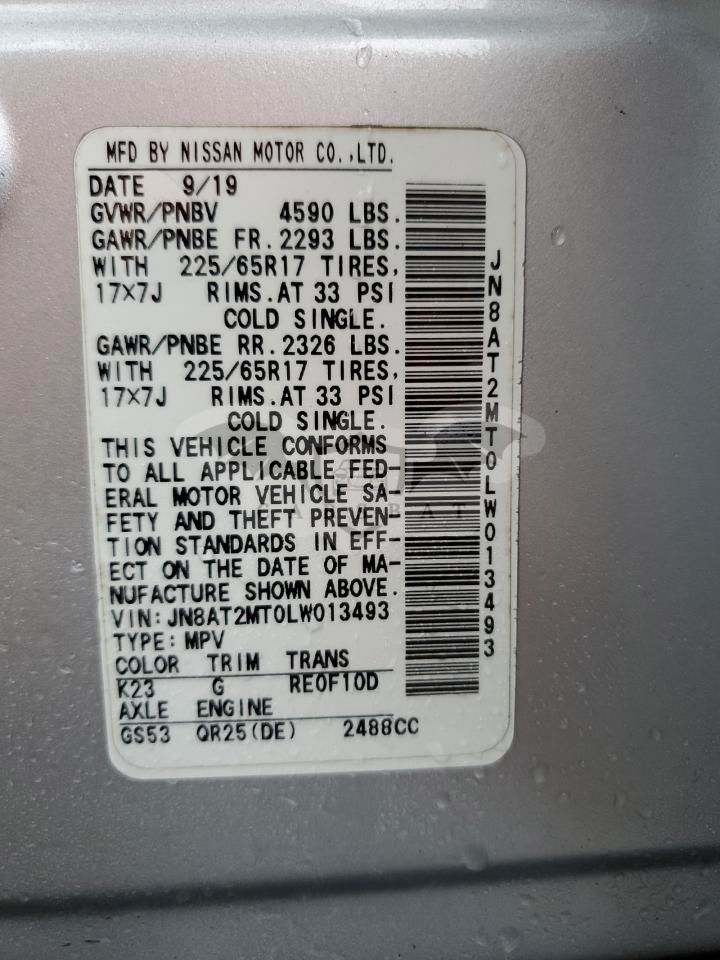 MFD BY NISSAN MOTOR CO.,LTD.
DATE 9/19
GVWR/PNBV 4590 LBS.
GAWR/PNBE FR. 2293 LBS.
WITH 225/65R17 TIRES,
17×7J RIMS.AT 33 PSI
COLD SINGLE.
GAWR/PNBE RR. 2326 LBS.
WITH 225/65R17 TIRES,
17×7J RIMS.AT 33 PSI
COLD SINGLE.
THIS VEHICLE CONFORMS
TO ALL APPLICABLE FED-
ERAL MOTOR VEHICLE SA-
FETY AND THEFT PREVEN-
TION STANDARDS IN EFF-
ECT ON THE DATE OF MA-
NUFACTURE SHOWN ABOVE.
VIN: JN8AT2MT0LW013493
TYPE: MPV
COLOR TRIM TRANS
K23 G RE0F10D
AXLE ENGINE
GS53 QR25(DE) 2488CC
JN8AT2MT0LW013493